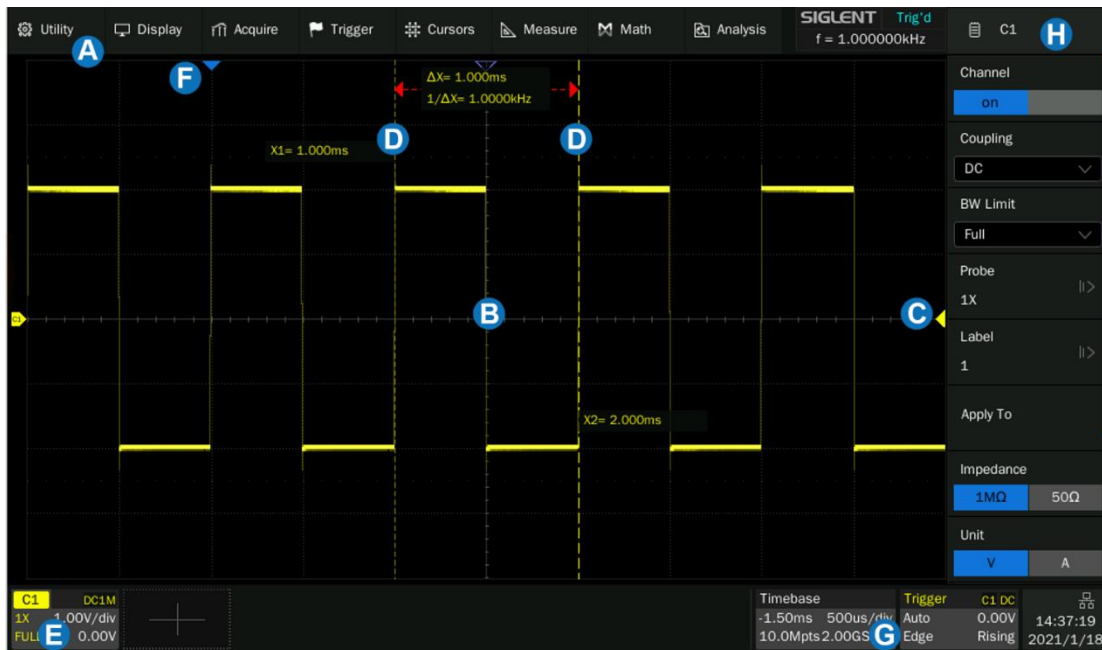 Utility
Display
Acquire
Trigger
Cursors
Measure
Math
Analysis
SIGLENT Trig'd
f = 1.000000kHz
C1
H
A
F
ΔX= 1.000ms
1/ΔX= 1.0000kHz
D
D
X1= 1.000ms
C1
B
C
X2= 2.000ms
Channel
on
Coupling
DC
BW Limit
Full
Probe
1X
Label
1
Apply To
Impedance
1MΩ 50Ω
Unit
V A
C1 DC1M
1X 1.00V/div
FULL 0.00V
E
Timebase
-1.50ms 500us/div
10.0Mpts 2.00GS
G
Trigger C1 DC
Auto 0.00V
Edge Rising
14:37:19
2021/1/18